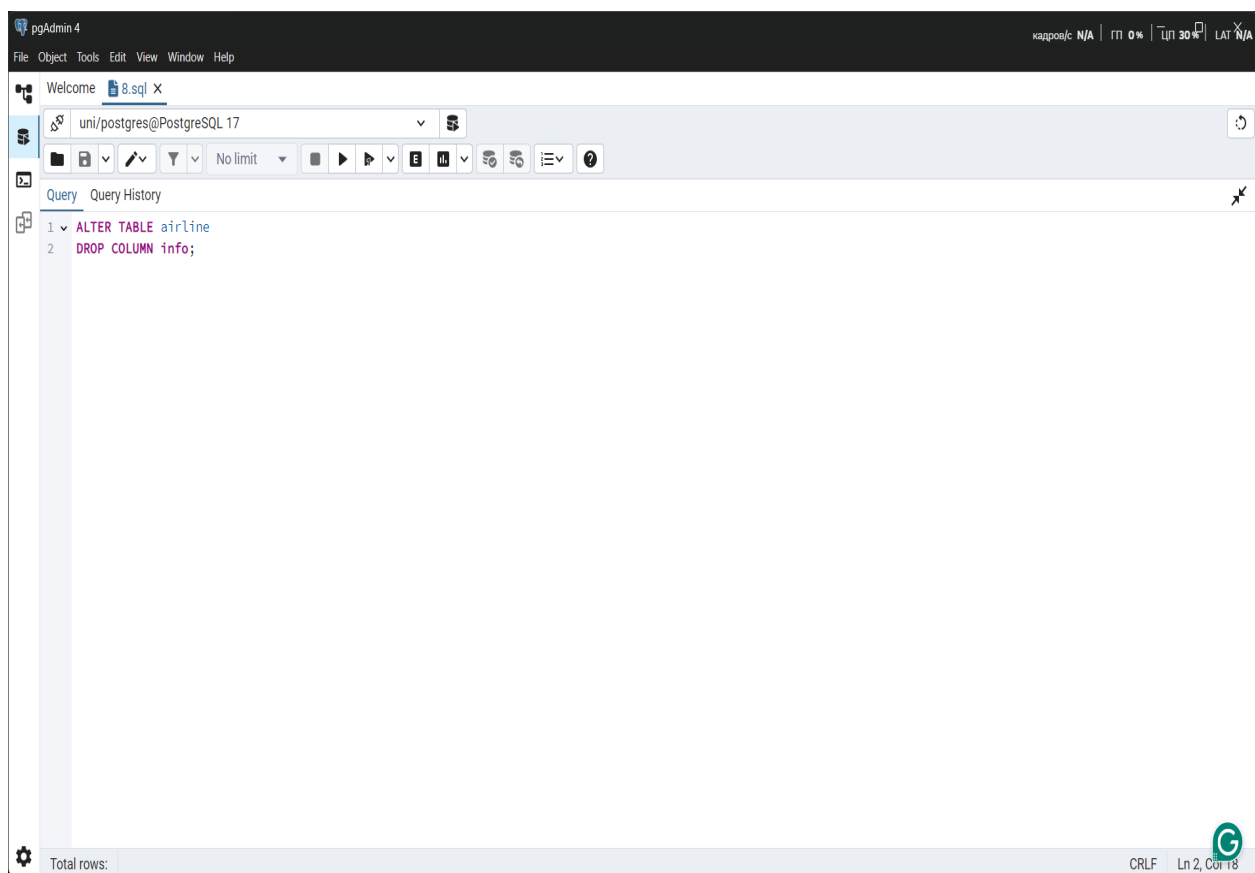 pgAdmin 4
кадров/с N/A | ГП 0% | ЦП 30% | LAT N/A
File Object Tools Edit View Window Help
Welcome 8.sql
uni/postgres@PostgreSQL 17
No limit
Query Query History
1 ALTER TABLE airline
2 DROP COLUMN info;
Total rows:
CRLF Ln 2, Col 18